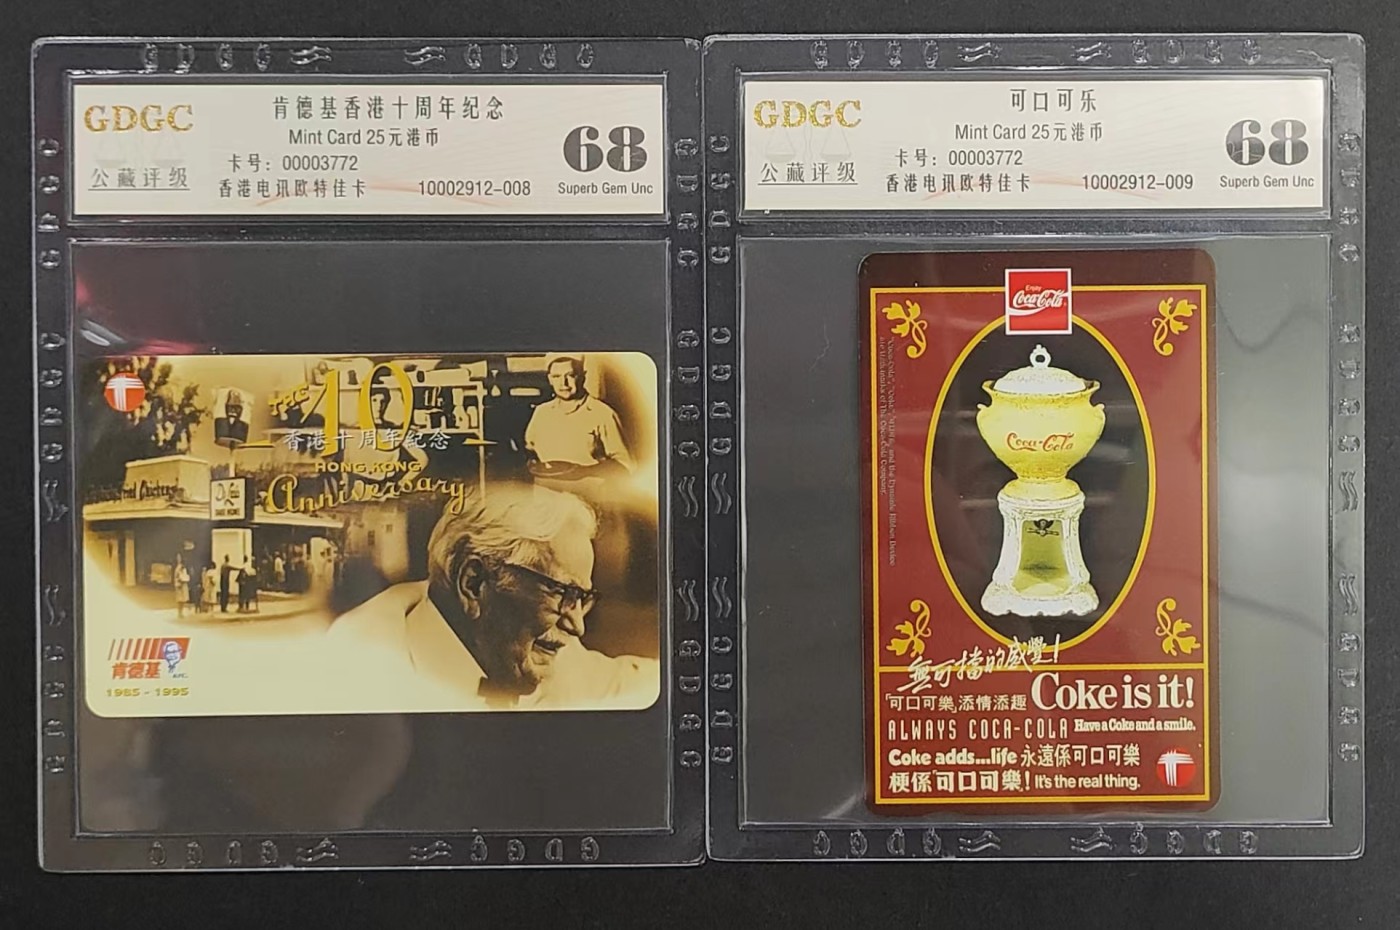 GDGC
公藏评级
肯德基香港十周年纪念
Mint Card 25元港币
卡号：00003772
香港电讯欧特佳卡
10002912-008
68
Superb Gem Unc
THE 10th
香港十周年紀念
HONG KONG
Anniversary
肯德基
KFC.
1985 - 1995
GDGC
公藏评级
可口可乐
Mint Card 25元港币
卡号：00003772
香港电讯欧特佳卡
10002912-009
68
Superb Gem Unc
Enjoy
Coca-Cola
Coca-Cola
無可擋的感覺!
「可口可樂」添情添趣 Coke is it!
ALWAYS COCA-COLA Have a Coke and a smile.
Coke adds...life 永遠係可口可樂
梗係「可口可樂」! It's the real thing.